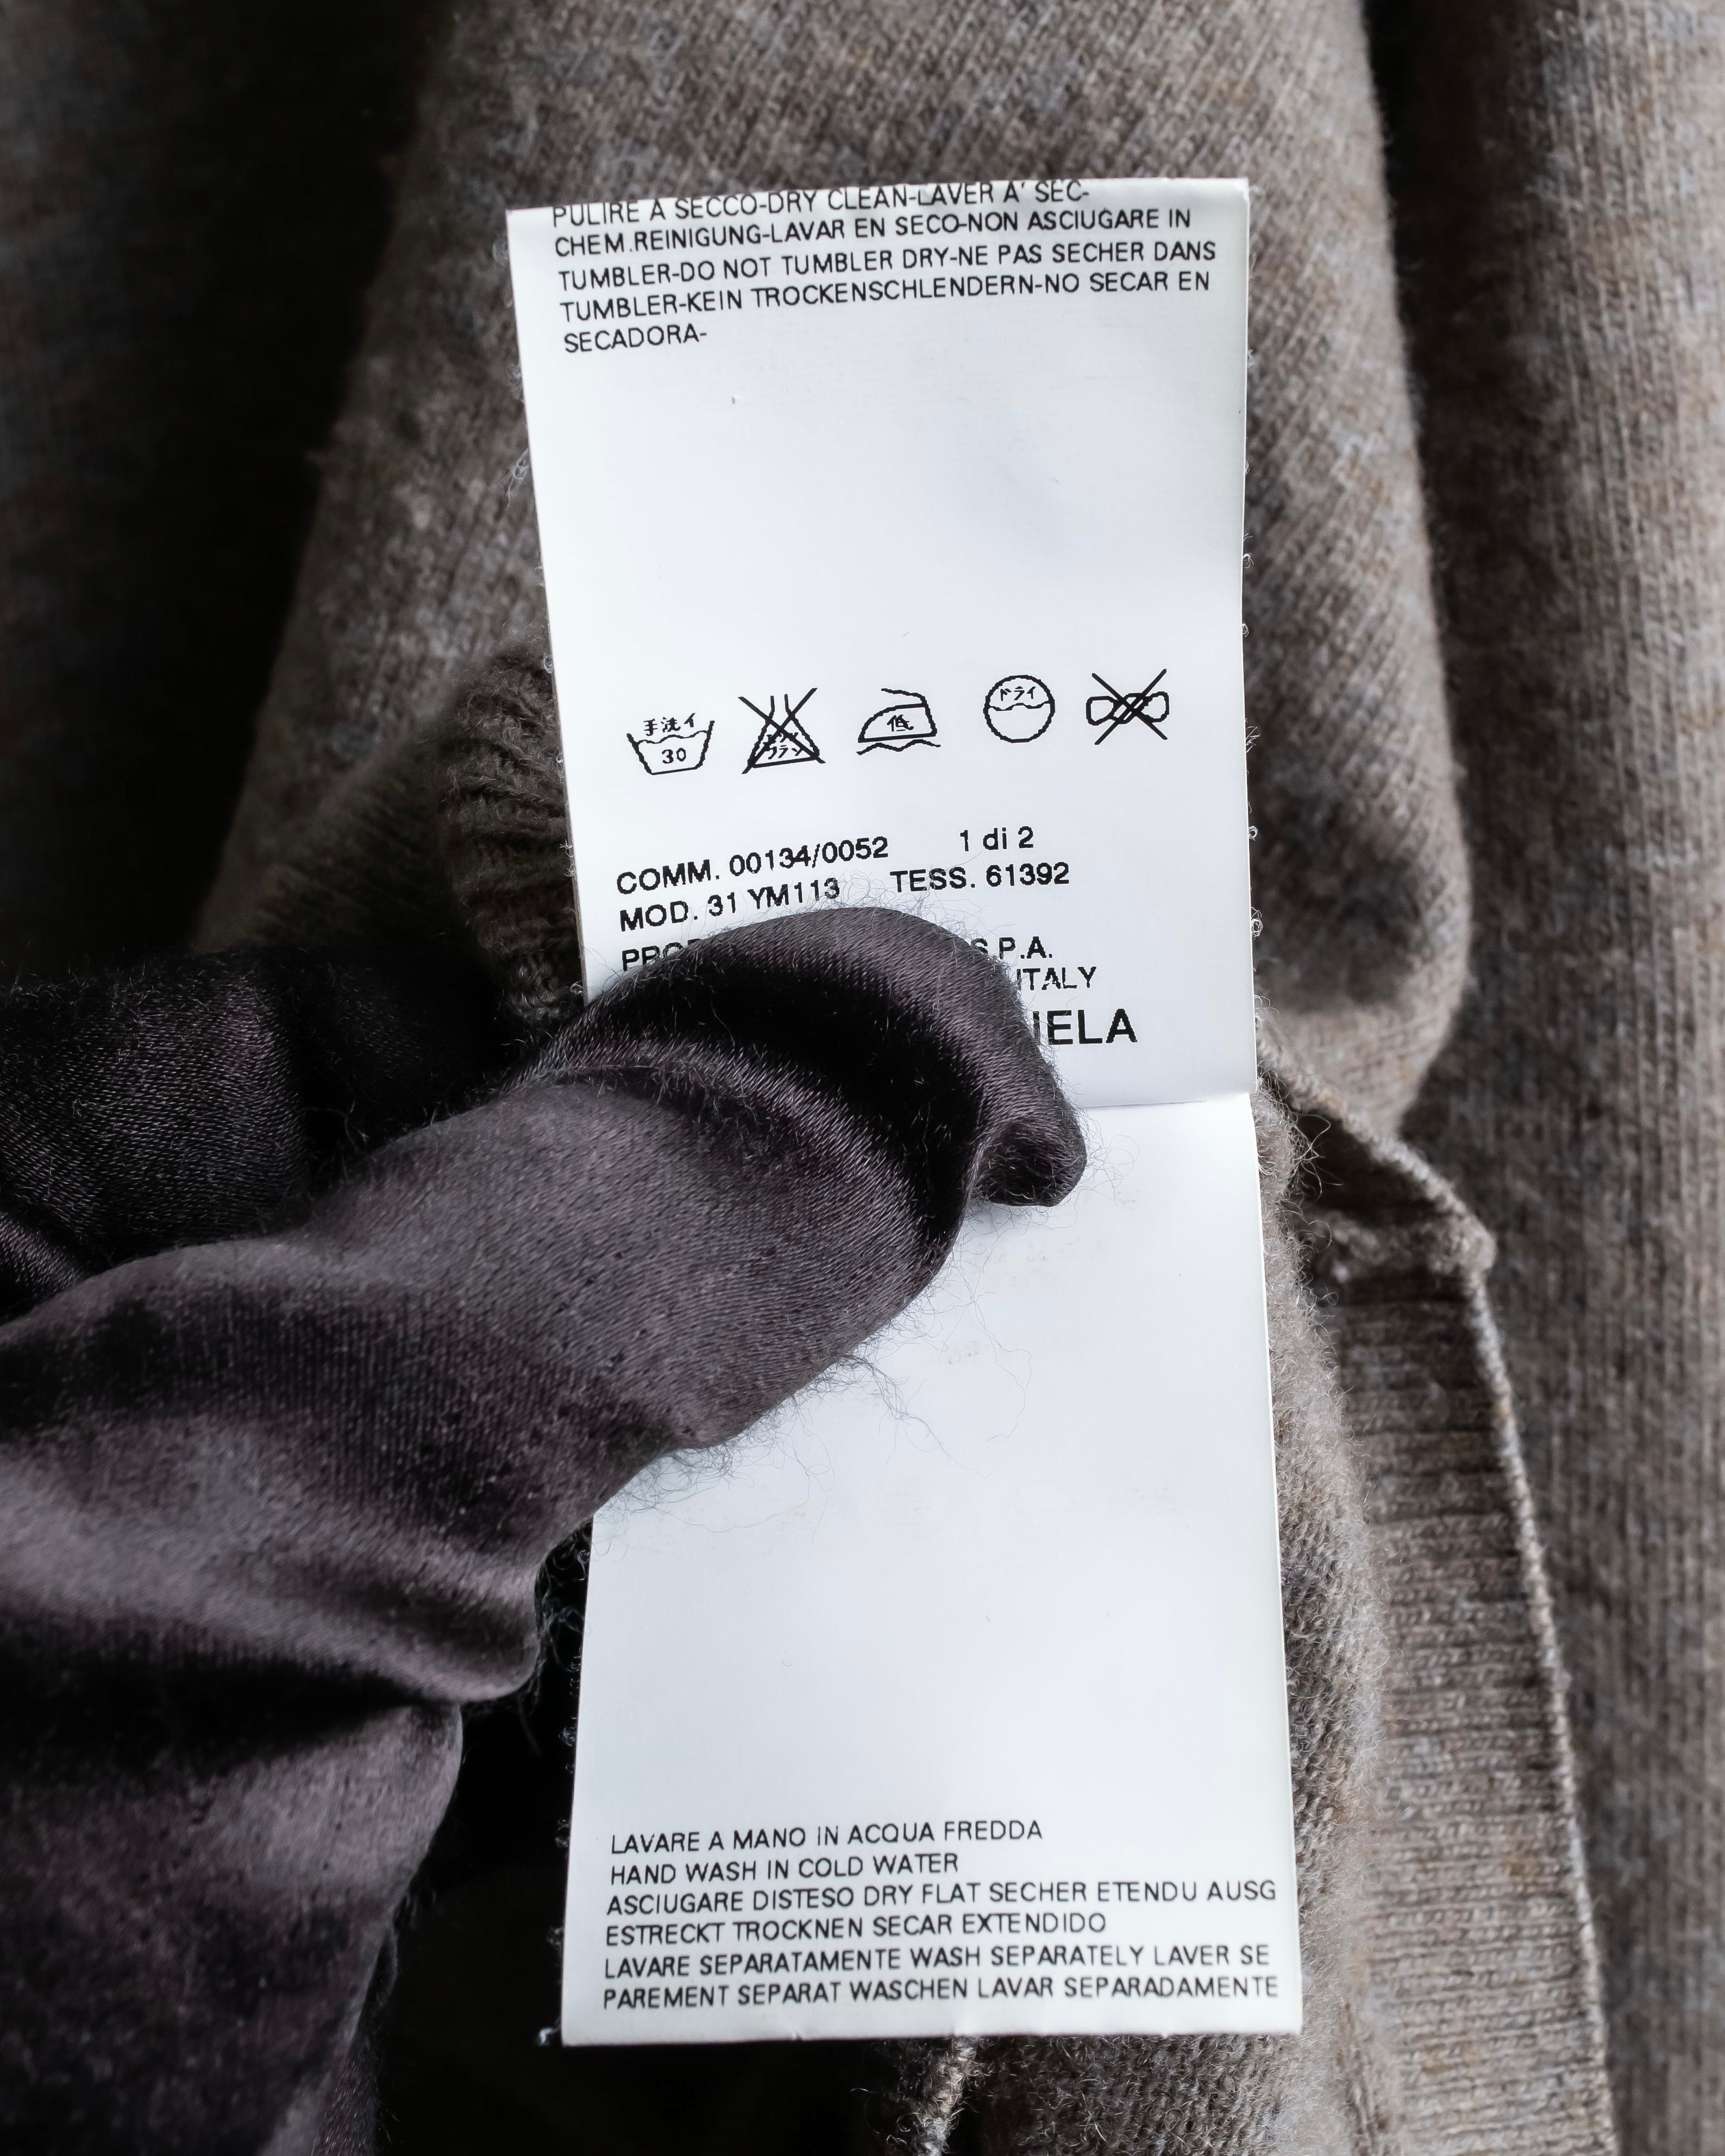 PULIRE A SECCO-DRY CLEAN-LAVER A' SEC-
CHEM.REINIGUNG-LAVAR EN SECO-NON ASCIUGARE IN
TUMBLER-DO NOT TUMBLER DRY-NE PAS SECHER DANS
TUMBLER-KEIN TROCKENSCHLENDERN-NO SECAR EN
SECADORA-
手洗イ
30
低
ドライ
COMM. 00134/0052 1 di 2
MOD. 31 YM113 TESS. 61392
S.P.A.
ITALY
LAVARE A MANO IN ACQUA FREDDA
HAND WASH IN COLD WATER
ASCIUGARE DISTESO DRY FLAT SECHER ETENDU AUSG
ESTRECKT TROCKNEN SECAR EXTENDIDO
LAVARE SEPARATAMENTE WASH SEPARATELY LAVER SE
PAREMENT SEPARAT WASCHEN LAVAR SEPARADAMENTE